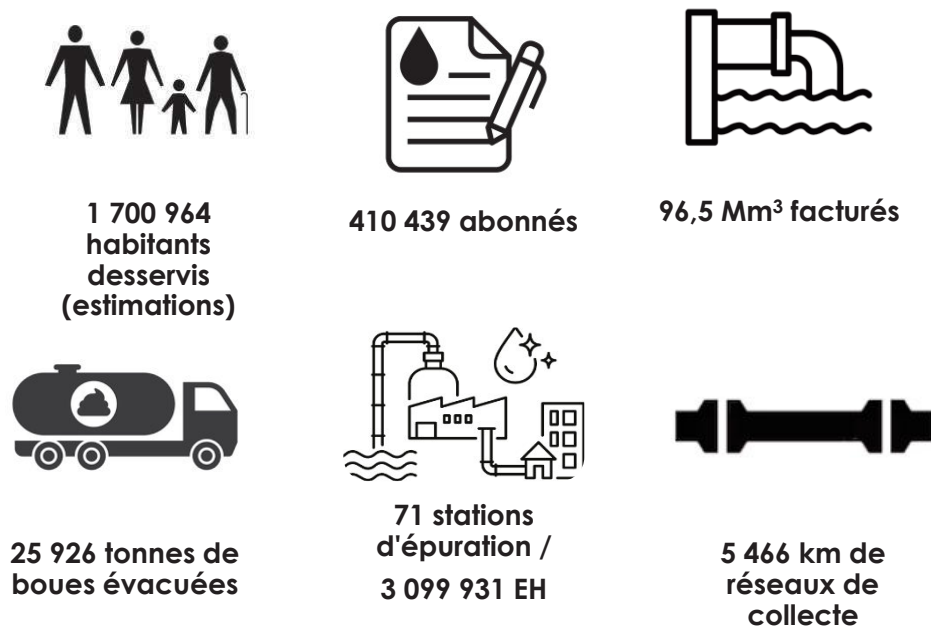 1 700 964
habitants
desservis
(estimations)
410 439 abonnés
96,5 Mm³ facturés
25 926 tonnes de
boues évacuées
71 stations
d'épuration /
3 099 931 EH
5 466 km de
réseaux de
collecte